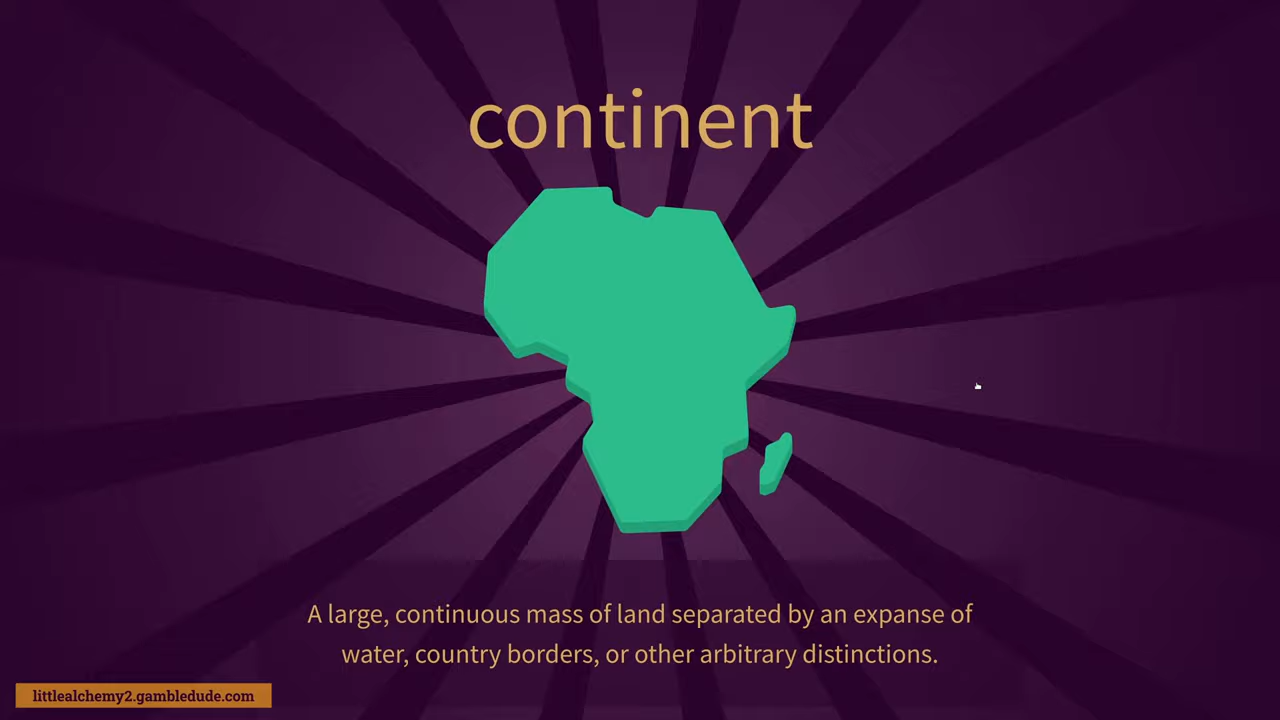 continent
A large, continuous mass of land separated by an expanse of
water, country borders, or other arbitrary distinctions.
littlealchemy2.gambledude.com